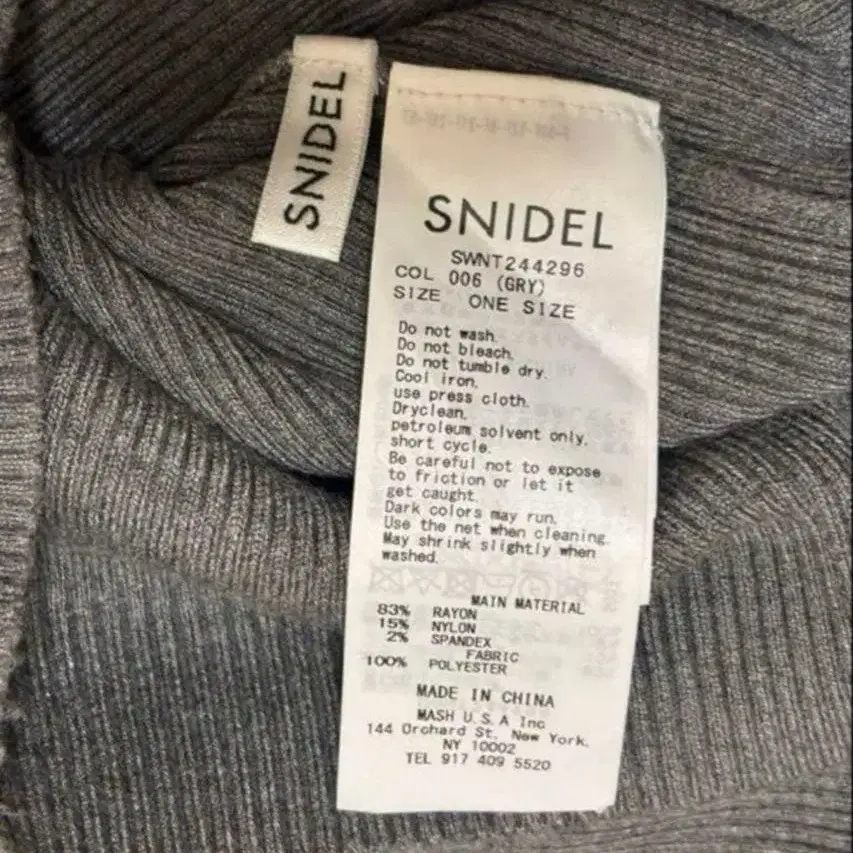 SNIDEL
SNIDEL
SWNT244296
COL 006 (GRY)
SIZE ONE SIZE
Do not wash.
Do not bleach.
Do not tumble dry.
Cool iron.
use press cloth.
Dryclean.
petroleum solvent only.
short cycle.
Be careful not to expose
to friction or let it
get caught.
Dark colors may run.
Use the net when cleaning.
May shrink slightly when
washed.
MAIN MATERIAL
83% RAYON
15% NYLON
2% SPANDEX
FABRIC
100% POLYESTER
MADE IN CHINA
MASH U.S.A Inc
144 Orchard St. New York.
NY 10002
TEL 917 409 5520